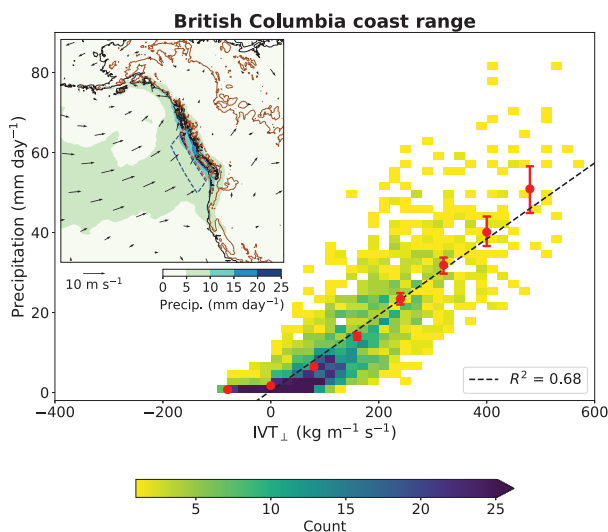 British Columbia coast range
Precipitation (mm day⁻¹)
80
60
40
20
0
10 m s⁻¹
0 5 10 15 20 25
Precip. (mm day⁻¹)
R² = 0.68
−400 −200 0 200 400 600
IVT⊥ (kg m⁻¹ s⁻¹)
5 10 15 20 25
Count